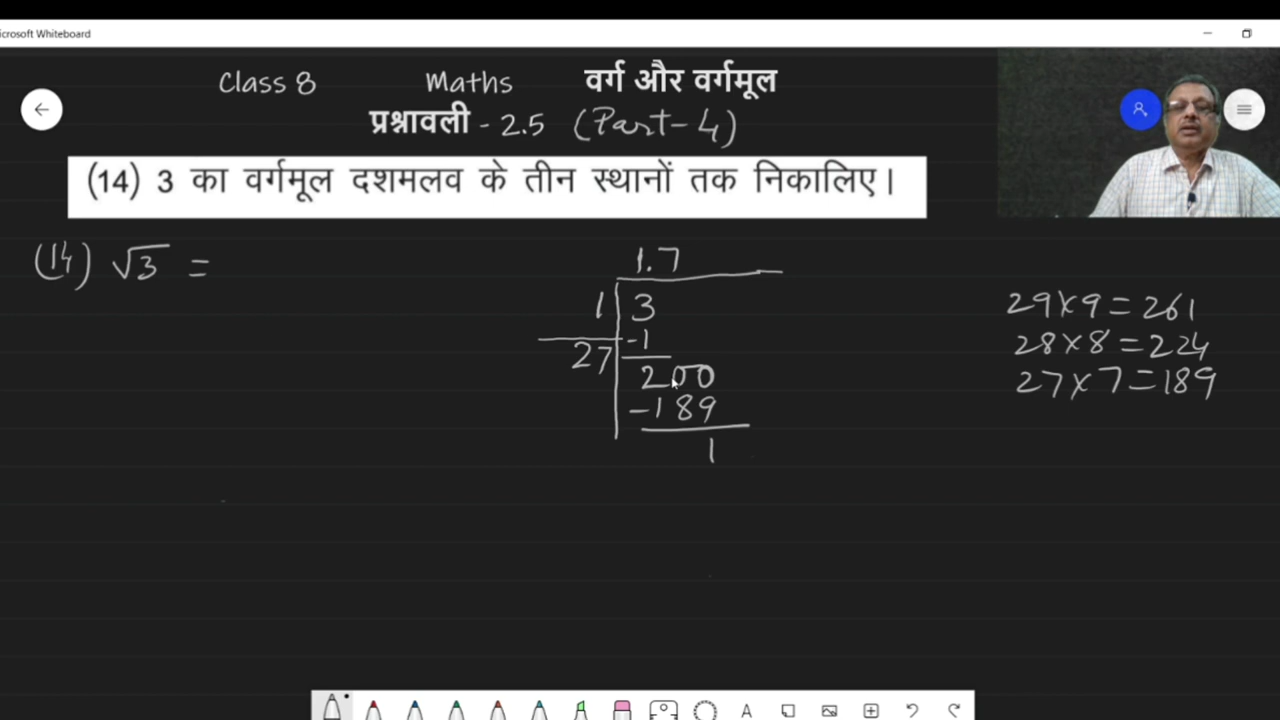 icrosoft Whiteboard
Class 8 Maths वर्ग और वर्गमूल
प्रश्नावली - 2.5 (Part-4)
(14) 3 का वर्गमूल दशमलव के तीन स्थानों तक निकालिए।
(14) √3 =
1.7
1 3
-1
27 200
-189
1
29×9=261
28×8=224
27×7=189
A